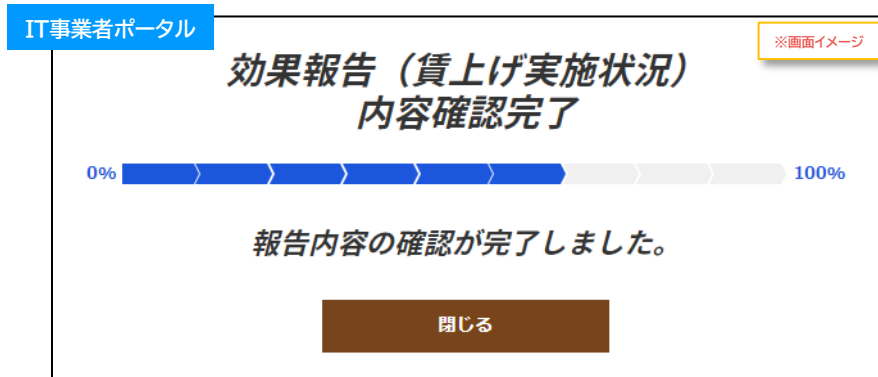 IT事業者ポータル
※画面イメージ
効果報告（賃上げ実施状況）
内容確認完了
0%
100%
報告内容の確認が完了しました。
閉じる